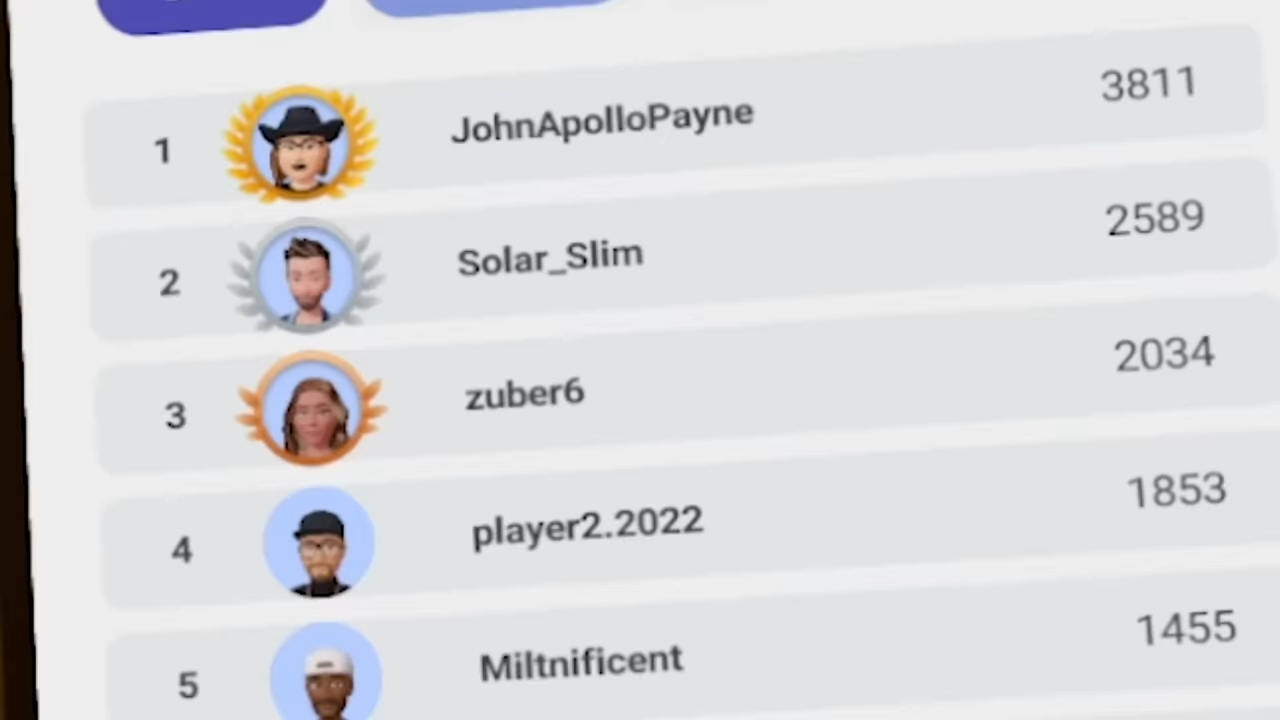 1 JohnApolloPayne 3811
2 Solar_Slim 2589
3 zuber6 2034
4 player2.2022 1853
5 Miltnificent 1455